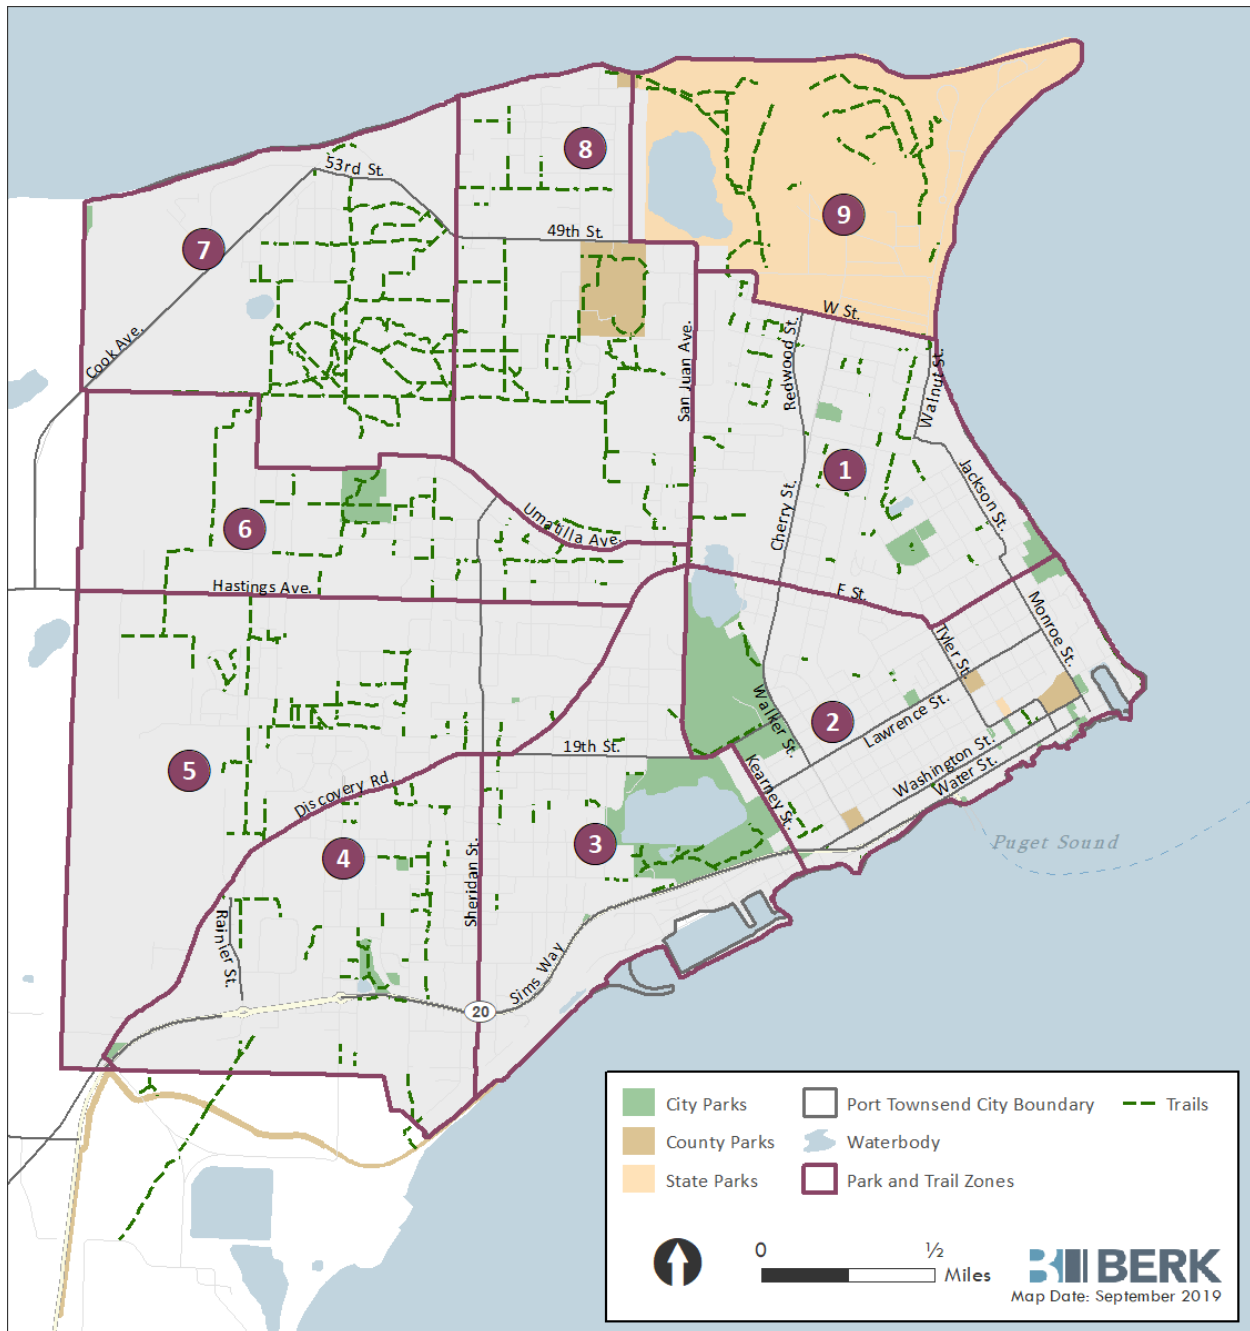 8
53rd St.
9
49th St.
7
W St.
Cook Ave.
San Juan Ave.
Redwood St.
Walnut St.
1
Jackson St.
Cherry St.
6
Umatilla Ave.
Hastings Ave.
F St.
Monroe St.
Tyler St.
Walker St.
2
Lawrence St.
19th St.
5
Washington St.
Water St.
Discovery Rd.
Kearney St.
Puget Sound
3
4
Sheridan St.
Rainier St.
Sims Way
20
City Parks
Port Townsend City Boundary
Trails
County Parks
Waterbody
State Parks
Park and Trail Zones
0
½
Miles
BERK
Map Date: September 2019